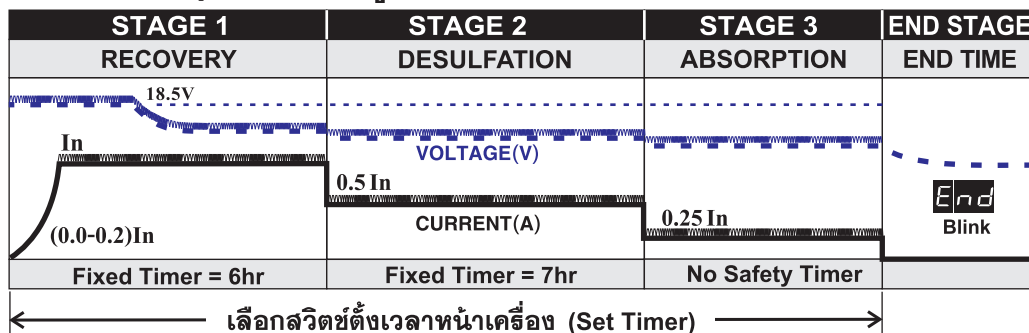 STAGE 1 STAGE 2 STAGE 3 END STAGE
RECOVERY DESULFATION ABSORPTION END TIME
18.5V
In
VOLTAGE(V)
0.5 In
End
CURRENT(A)
0.25 In
Blink
(0.0-0.2)In
Fixed Timer = 6hr Fixed Timer = 7hr No Safety Timer
เลือกสวิตช์ตั้งเวลาหน้าเครื่อง (Set Timer)